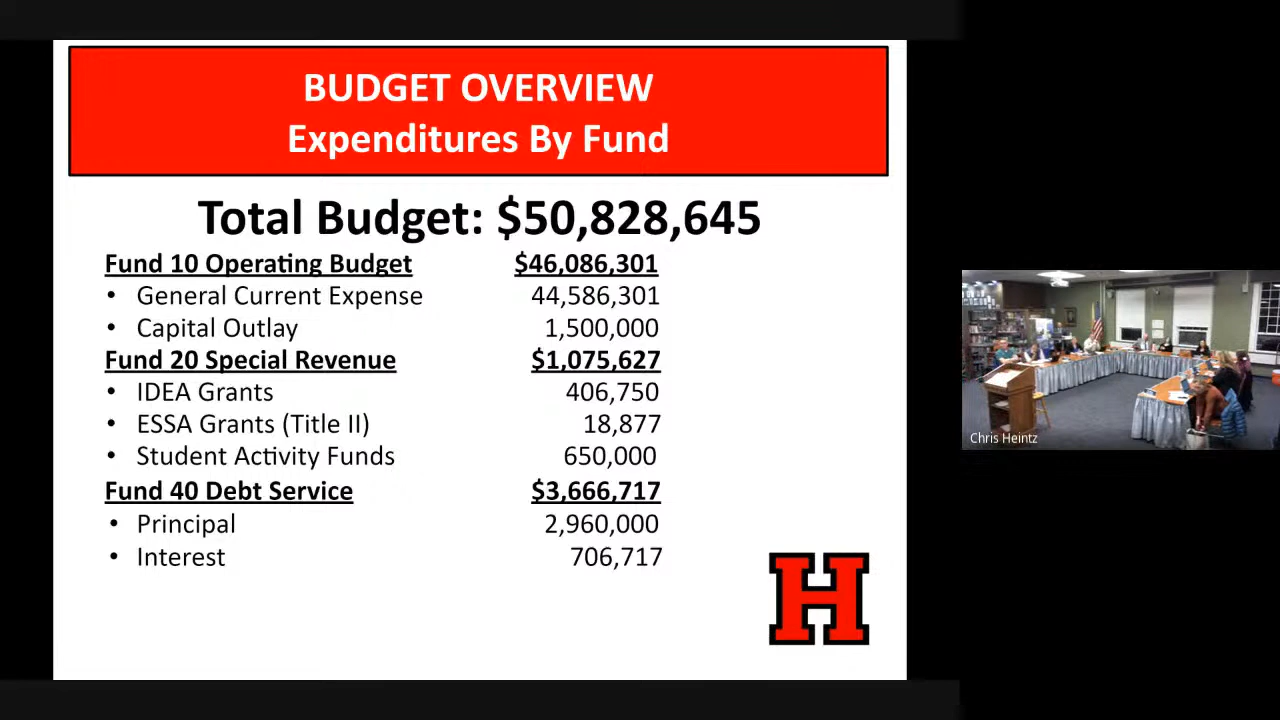 BUDGET OVERVIEW
Expenditures By Fund
Total Budget: $50,828,645
Fund 10 Operating Budget $46,086,301
• General Current Expense 44,586,301
• Capital Outlay 1,500,000
Fund 20 Special Revenue $1,075,627
• IDEA Grants 406,750
• ESSA Grants (Title II) 18,877
• Student Activity Funds 650,000
Fund 40 Debt Service $3,666,717
• Principal 2,960,000
• Interest 706,717
H
Chris Heintz